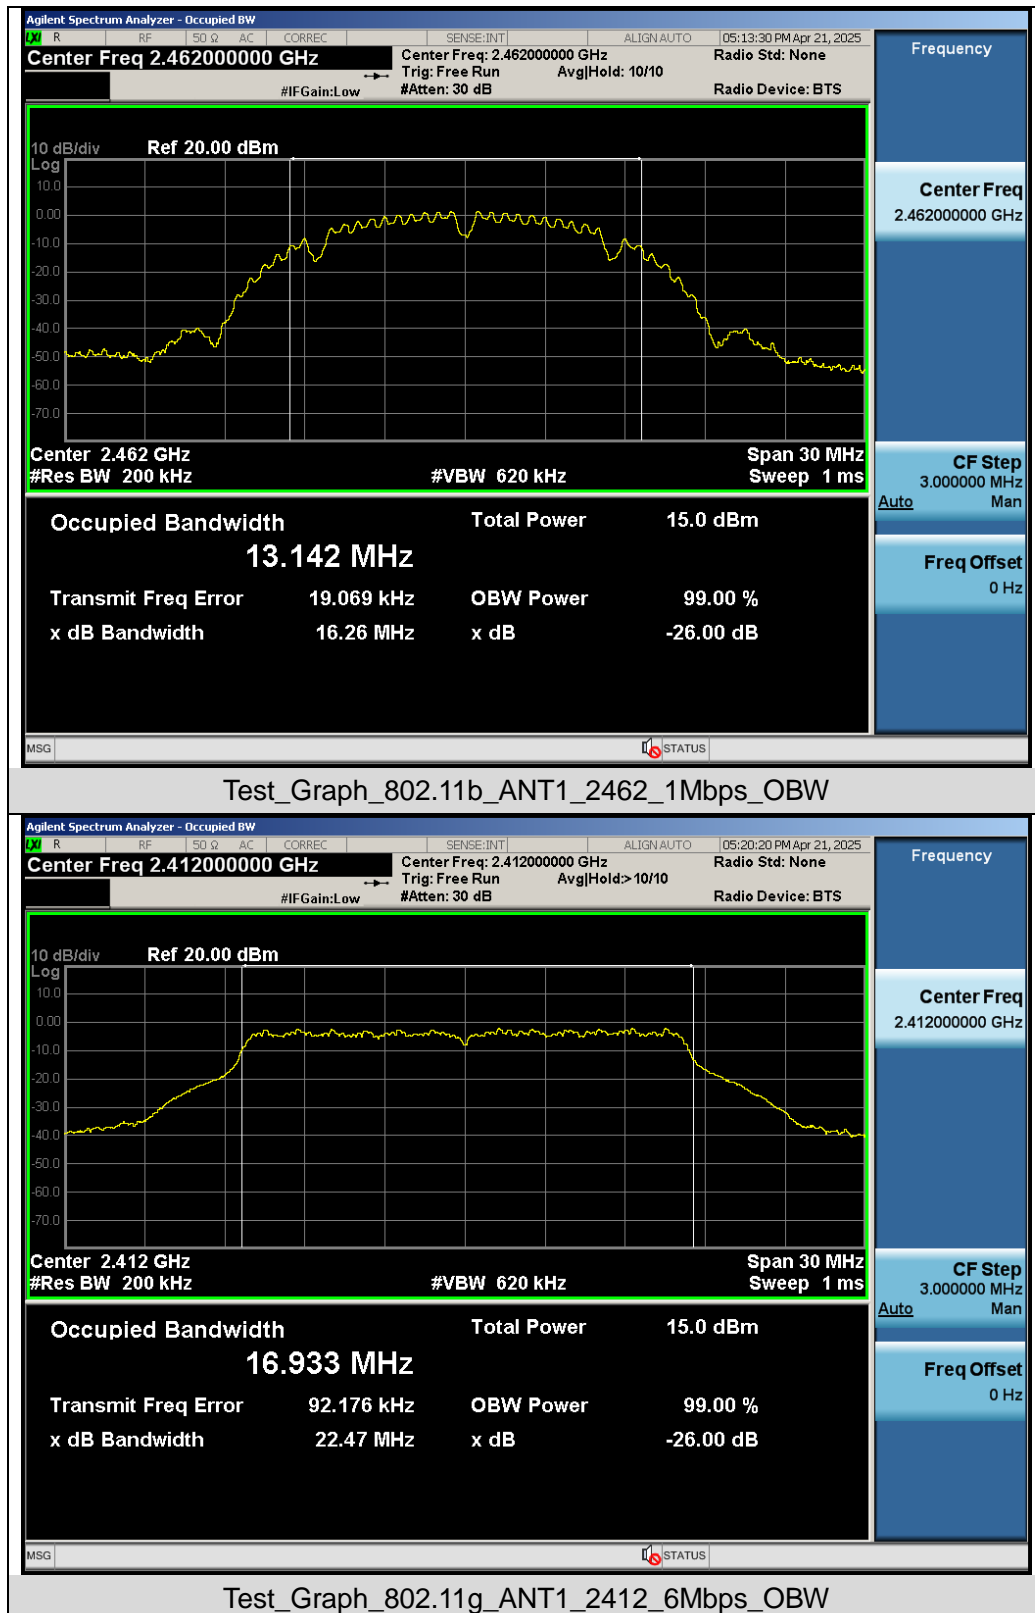 Agilent Spectrum Analyzer - Occupied BW
LXI R RF 50 Ω AC CORREC SENSE:INT ALIGN AUTO 05:13:30 PM Apr 21, 2025
Center Freq 2.462000000 GHz Center Freq: 2.462000000 GHz Radio Std: None Frequency
Trig: Free Run Avg|Hold: 10/10
#IFGain:Low #Atten: 30 dB Radio Device: BTS
10 dB/div Ref 20.00 dBm
Log
10.0
0.00
-10.0
-20.0
-30.0
-40.0
-50.0
-60.0
-70.0
Center Freq
2.462000000 GHz
Center 2.462 GHz Span 30 MHz
#Res BW 200 kHz #VBW 620 kHz Sweep 1 ms
CF Step
3.000000 MHz
Auto Man
Occupied Bandwidth Total Power 15.0 dBm
13.142 MHz
Freq Offset
0 Hz
Transmit Freq Error 19.069 kHz OBW Power 99.00 %
x dB Bandwidth 16.26 MHz x dB -26.00 dB
MSG STATUS
Test_Graph_802.11b_ANT1_2462_1Mbps_OBW
Agilent Spectrum Analyzer - Occupied BW
LXI R RF 50 Ω AC CORREC SENSE:INT ALIGN AUTO 05:20:20 PM Apr 21, 2025
Center Freq 2.412000000 GHz Center Freq: 2.412000000 GHz Radio Std: None Frequency
Trig: Free Run Avg|Hold:> 10/10
#IFGain:Low #Atten: 30 dB Radio Device: BTS
10 dB/div Ref 20.00 dBm
Log
10.0
0.00
-10.0
-20.0
-30.0
-40.0
-50.0
-60.0
-70.0
Center Freq
2.412000000 GHz
Center 2.412 GHz Span 30 MHz
#Res BW 200 kHz #VBW 620 kHz Sweep 1 ms
CF Step
3.000000 MHz
Auto Man
Occupied Bandwidth Total Power 15.0 dBm
16.933 MHz
Freq Offset
0 Hz
Transmit Freq Error 92.176 kHz OBW Power 99.00 %
x dB Bandwidth 22.47 MHz x dB -26.00 dB
MSG STATUS
Test_Graph_802.11g_ANT1_2412_6Mbps_OBW